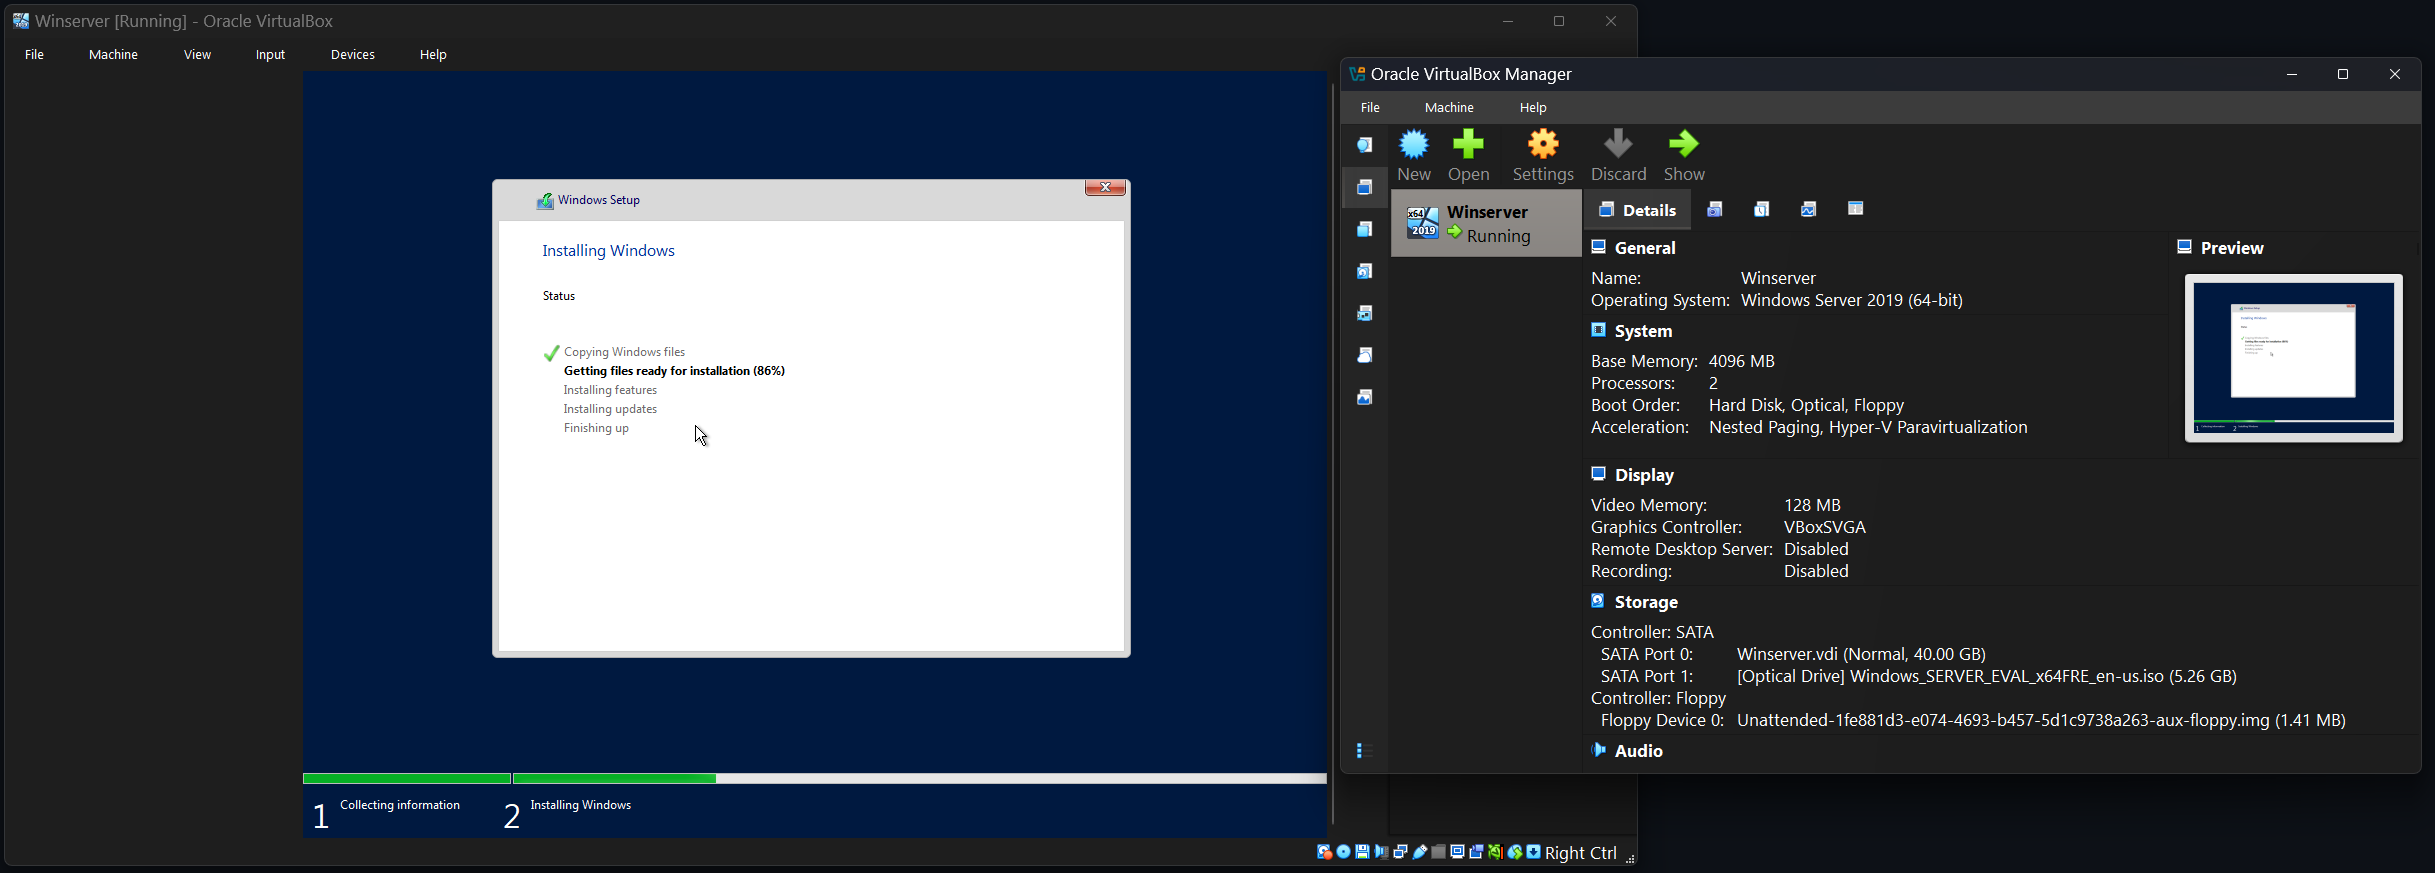 Winserver [Running] - Oracle VirtualBox
File Machine View Input Devices Help
Windows Setup
Installing Windows
Status
Copying Windows files
Getting files ready for installation (86%)
Installing features
Installing updates
Finishing up
1 Collecting information 2 Installing Windows
Right Ctrl
Oracle VirtualBox Manager
File Machine Help
New Open Settings Discard Show
x64 2019
Winserver
Running
Details
General
Name: Winserver
Operating System: Windows Server 2019 (64-bit)
Preview
System
Base Memory: 4096 MB
Processors: 2
Boot Order: Hard Disk, Optical, Floppy
Acceleration: Nested Paging, Hyper-V Paravirtualization
Display
Video Memory: 128 MB
Graphics Controller: VBoxSVGA
Remote Desktop Server: Disabled
Recording: Disabled
Storage
Controller: SATA
SATA Port 0: Winserver.vdi (Normal, 40.00 GB)
SATA Port 1: [Optical Drive] Windows_SERVER_EVAL_x64FRE_en-us.iso (5.26 GB)
Controller: Floppy
Floppy Device 0: Unattended-1fe881d3-e074-4693-b457-5d1c9738a263-aux-floppy.img (1.41 MB)
Audio